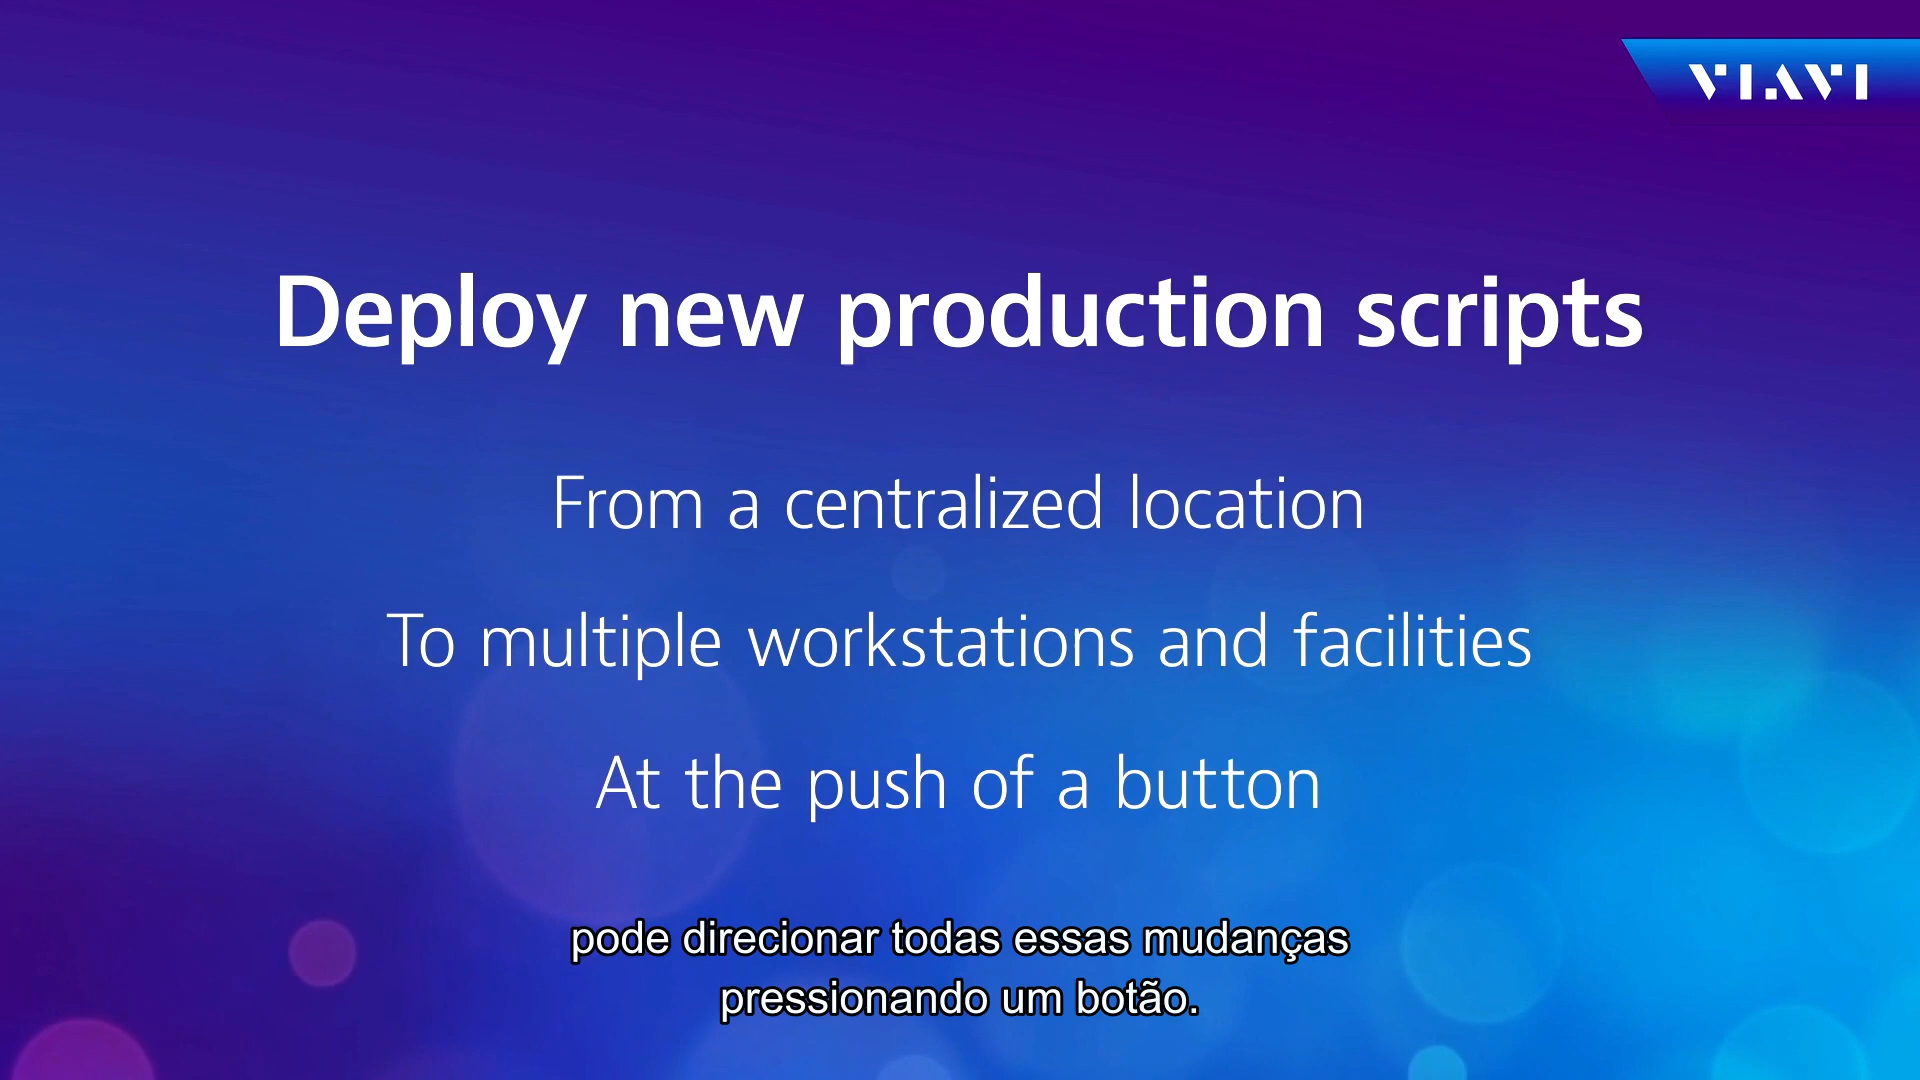 VIAVI
Deploy new production scripts
From a centralized location
To multiple workstations and facilities
At the push of a button
pode direcionar todas essas mudanças
pressionando um botão.